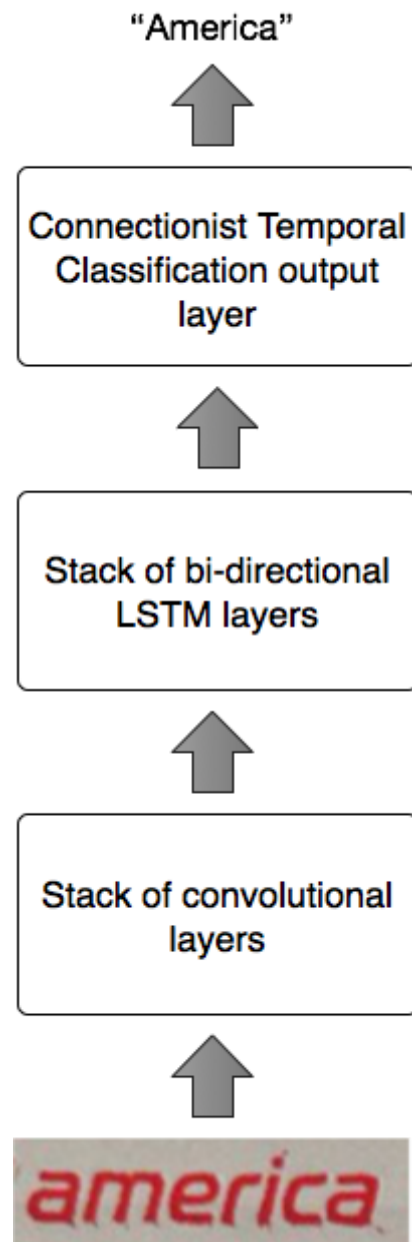 “America”
Connectionist Temporal
Classification output
layer
Stack of bi-directional
LSTM layers
Stack of convolutional
layers
america